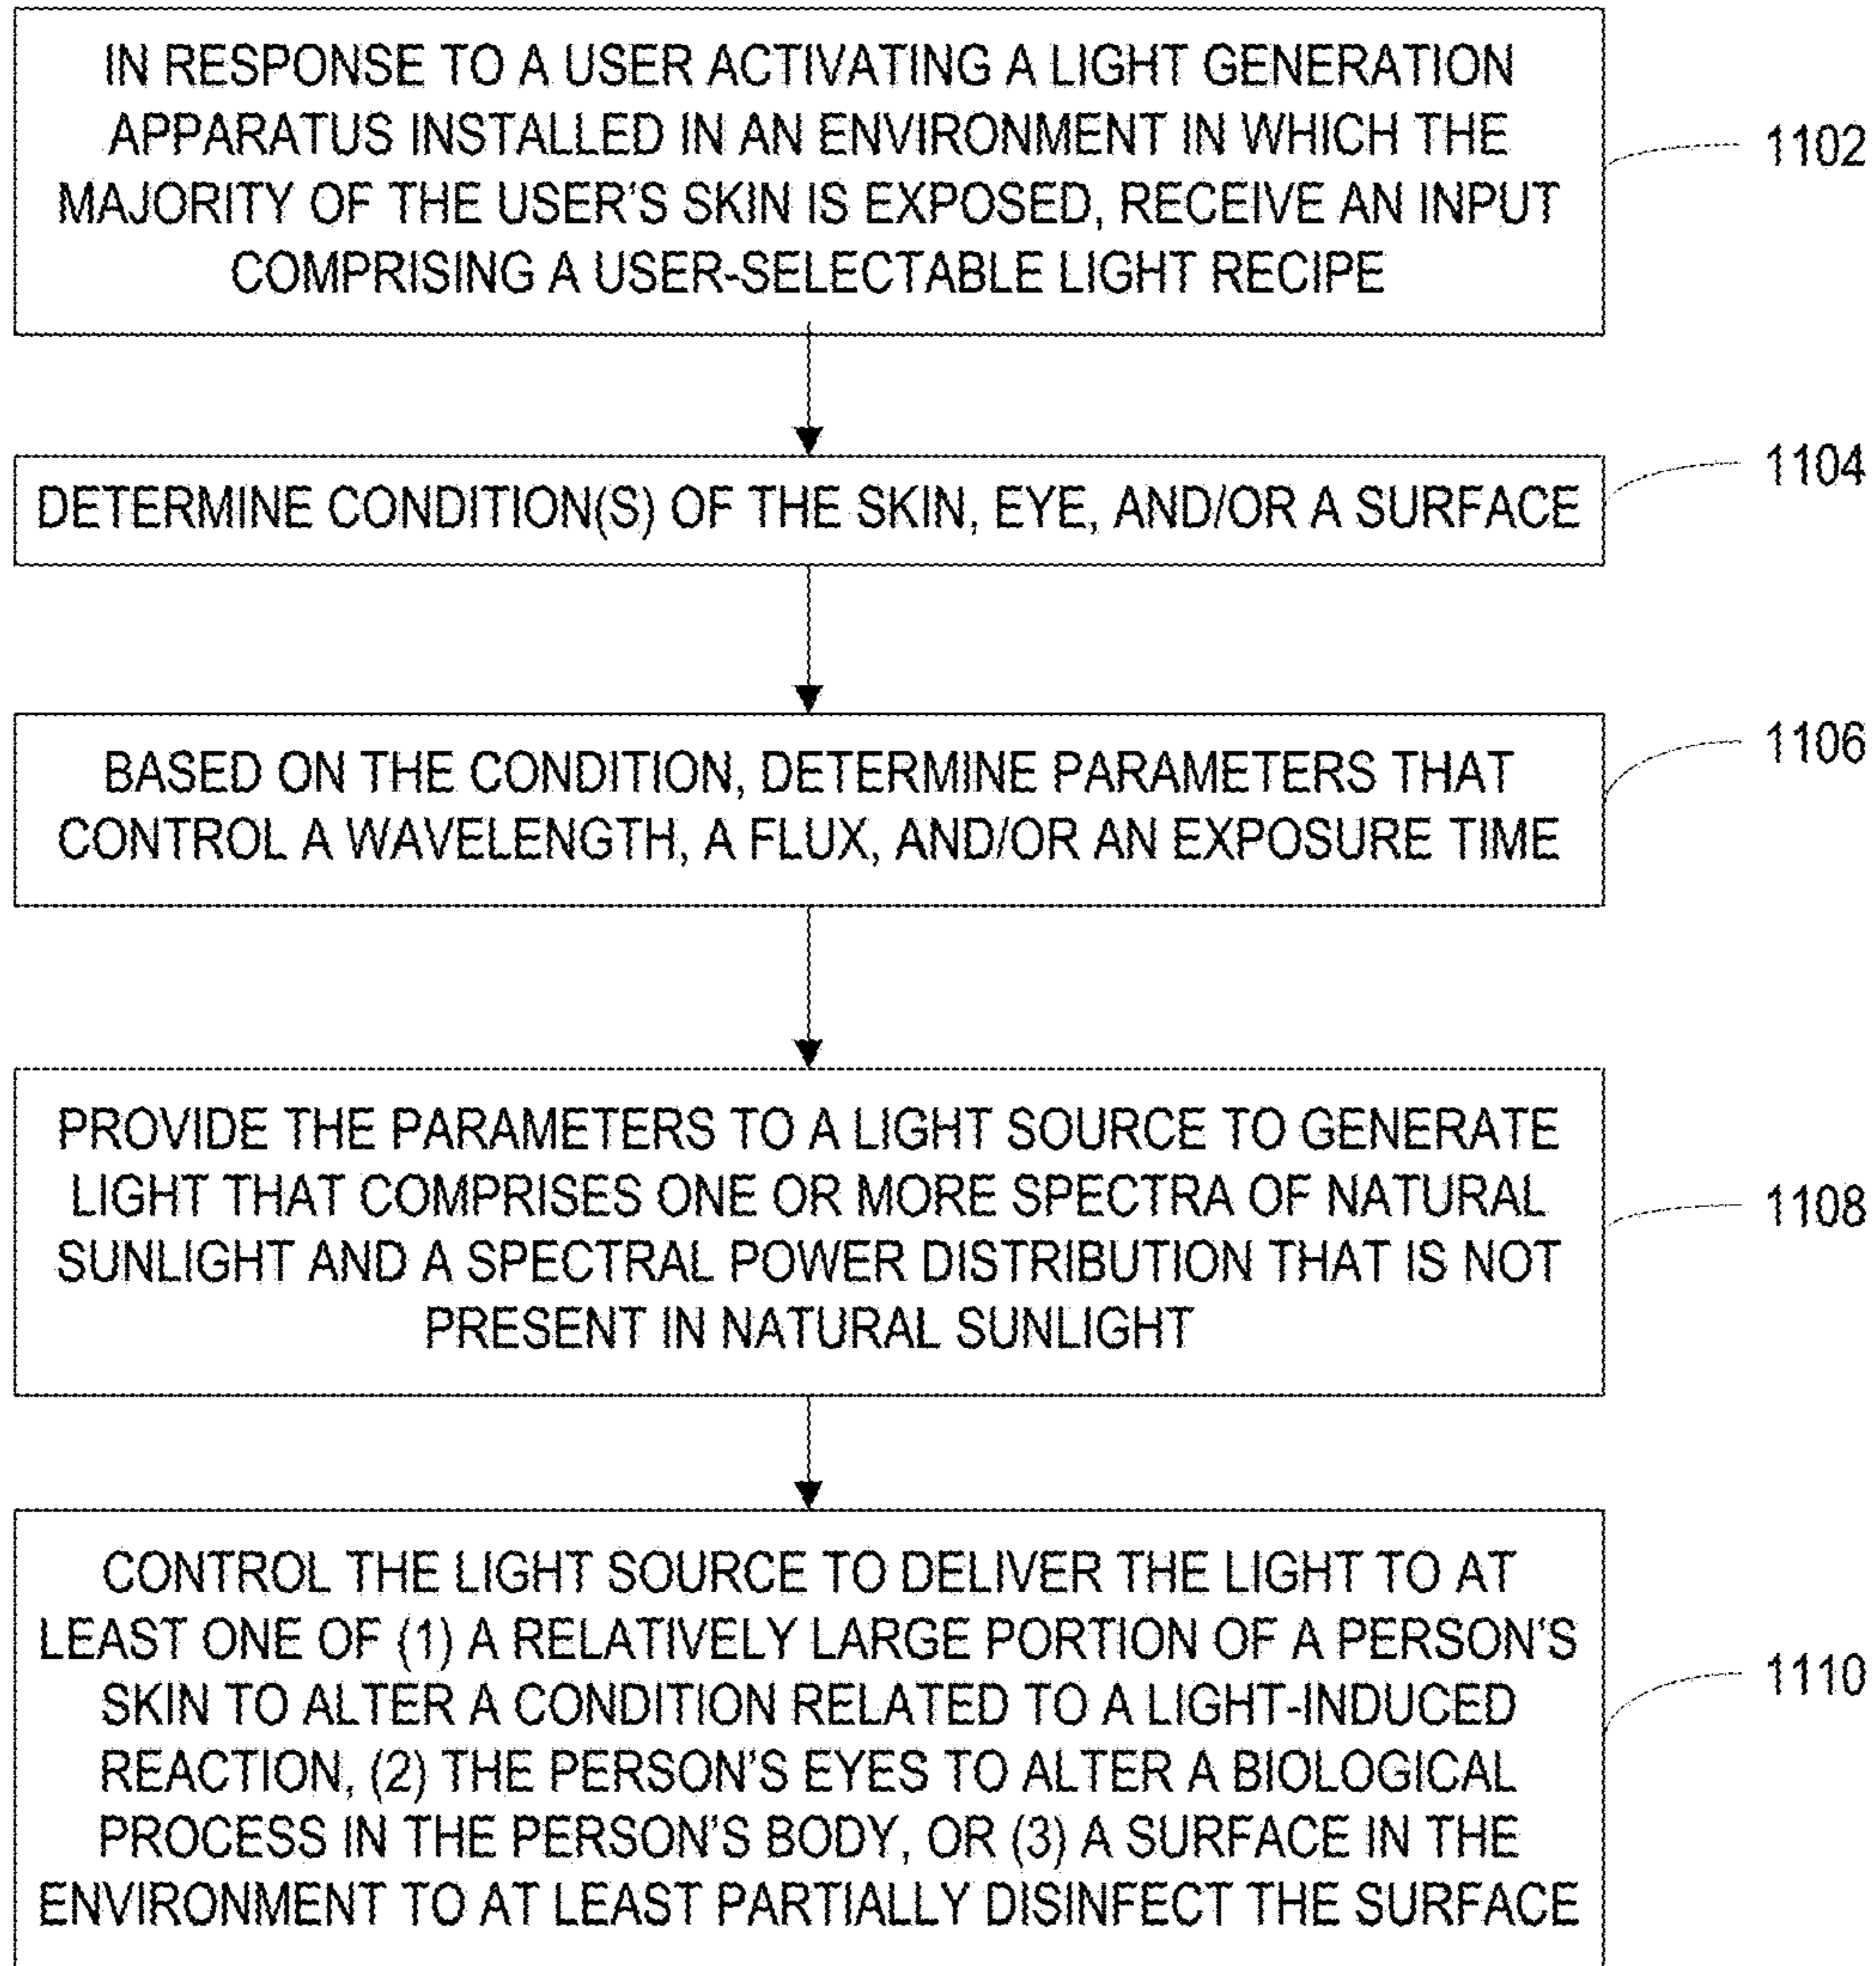 IN RESPONSE TO A USER ACTIVATING A LIGHT GENERATION
APPARATUS INSTALLED IN AN ENVIRONMENT IN WHICH THE
MAJORITY OF THE USER'S SKIN IS EXPOSED, RECEIVE AN INPUT
COMPRISING A USER-SELECTABLE LIGHT RECIPE
1102
DETERMINE CONDITION(S) OF THE SKIN, EYE, AND/OR A SURFACE
1104
BASED ON THE CONDITION, DETERMINE PARAMETERS THAT
CONTROL A WAVELENGTH, A FLUX, AND/OR AN EXPOSURE TIME
1106
PROVIDE THE PARAMETERS TO A LIGHT SOURCE TO GENERATE
LIGHT THAT COMPRISES ONE OR MORE SPECTRA OF NATURAL
SUNLIGHT AND A SPECTRAL POWER DISTRIBUTION THAT IS NOT
PRESENT IN NATURAL SUNLIGHT
1108
CONTROL THE LIGHT SOURCE TO DELIVER THE LIGHT TO AT
LEAST ONE OF (1) A RELATIVELY LARGE PORTION OF A PERSON'S
SKIN TO ALTER A CONDITION RELATED TO A LIGHT-INDUCED
REACTION, (2) THE PERSON'S EYES TO ALTER A BIOLOGICAL
PROCESS IN THE PERSON'S BODY, OR (3) A SURFACE IN THE
ENVIRONMENT TO AT LEAST PARTIALLY DISINFECT THE SURFACE
1110